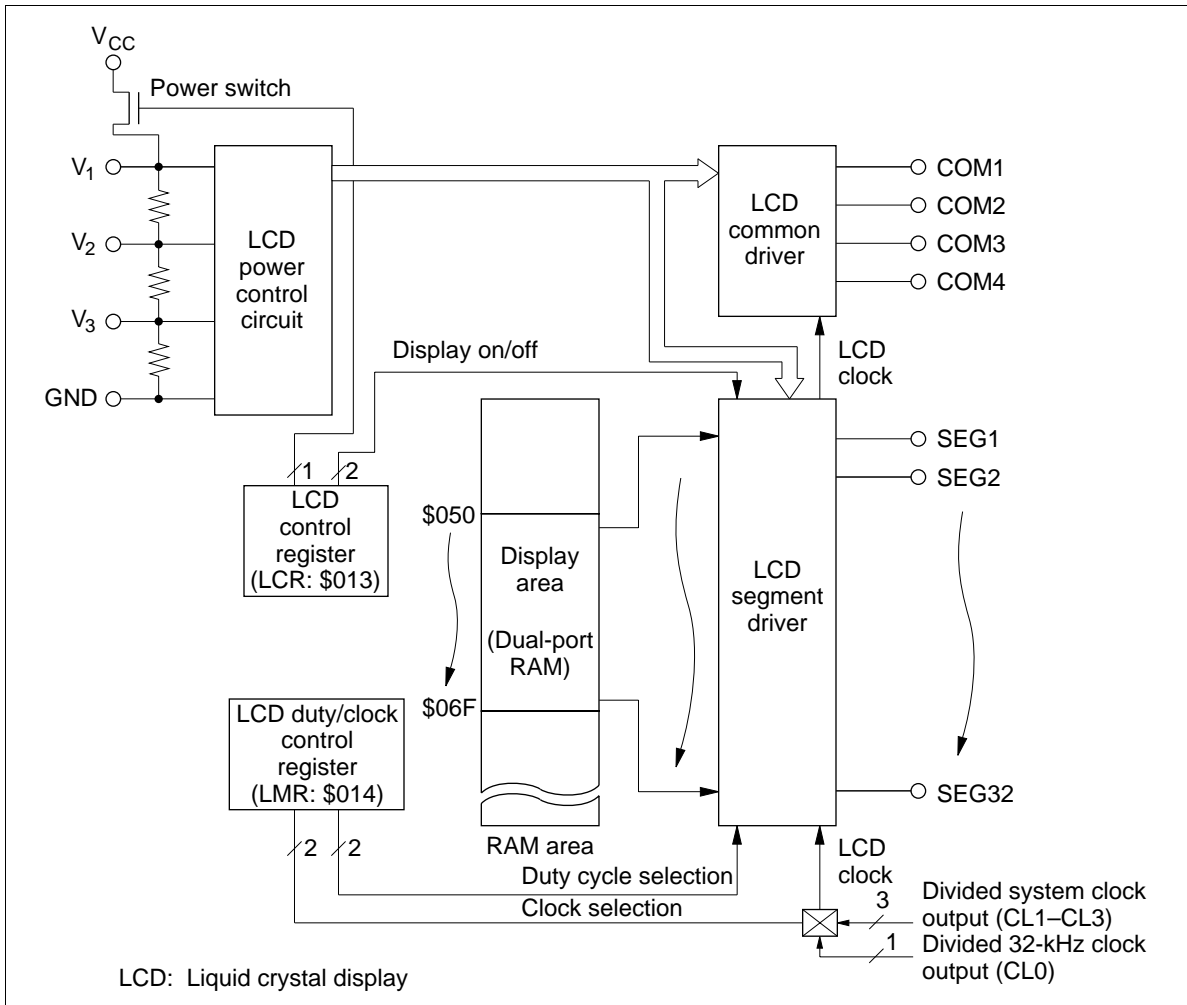 VCC
Power switch
V1
V2
V3
GND
LCD
power
control
circuit
LCD
common
driver
COM1
COM2
COM3
COM4
LCD
clock
Display on/off
1
2
LCD
control
register
(LCR: $013)
$050
Display
area
(Dual-port
RAM)
$06F
RAM area
LCD
segment
driver
SEG1
SEG2
SEG32
LCD duty/clock
control
register
(LMR: $014)
2
2
Duty cycle selection
Clock selection
LCD
clock
3
Divided system clock
output (CL1–CL3)
1
Divided 32-kHz clock
output (CL0)
LCD: Liquid crystal display